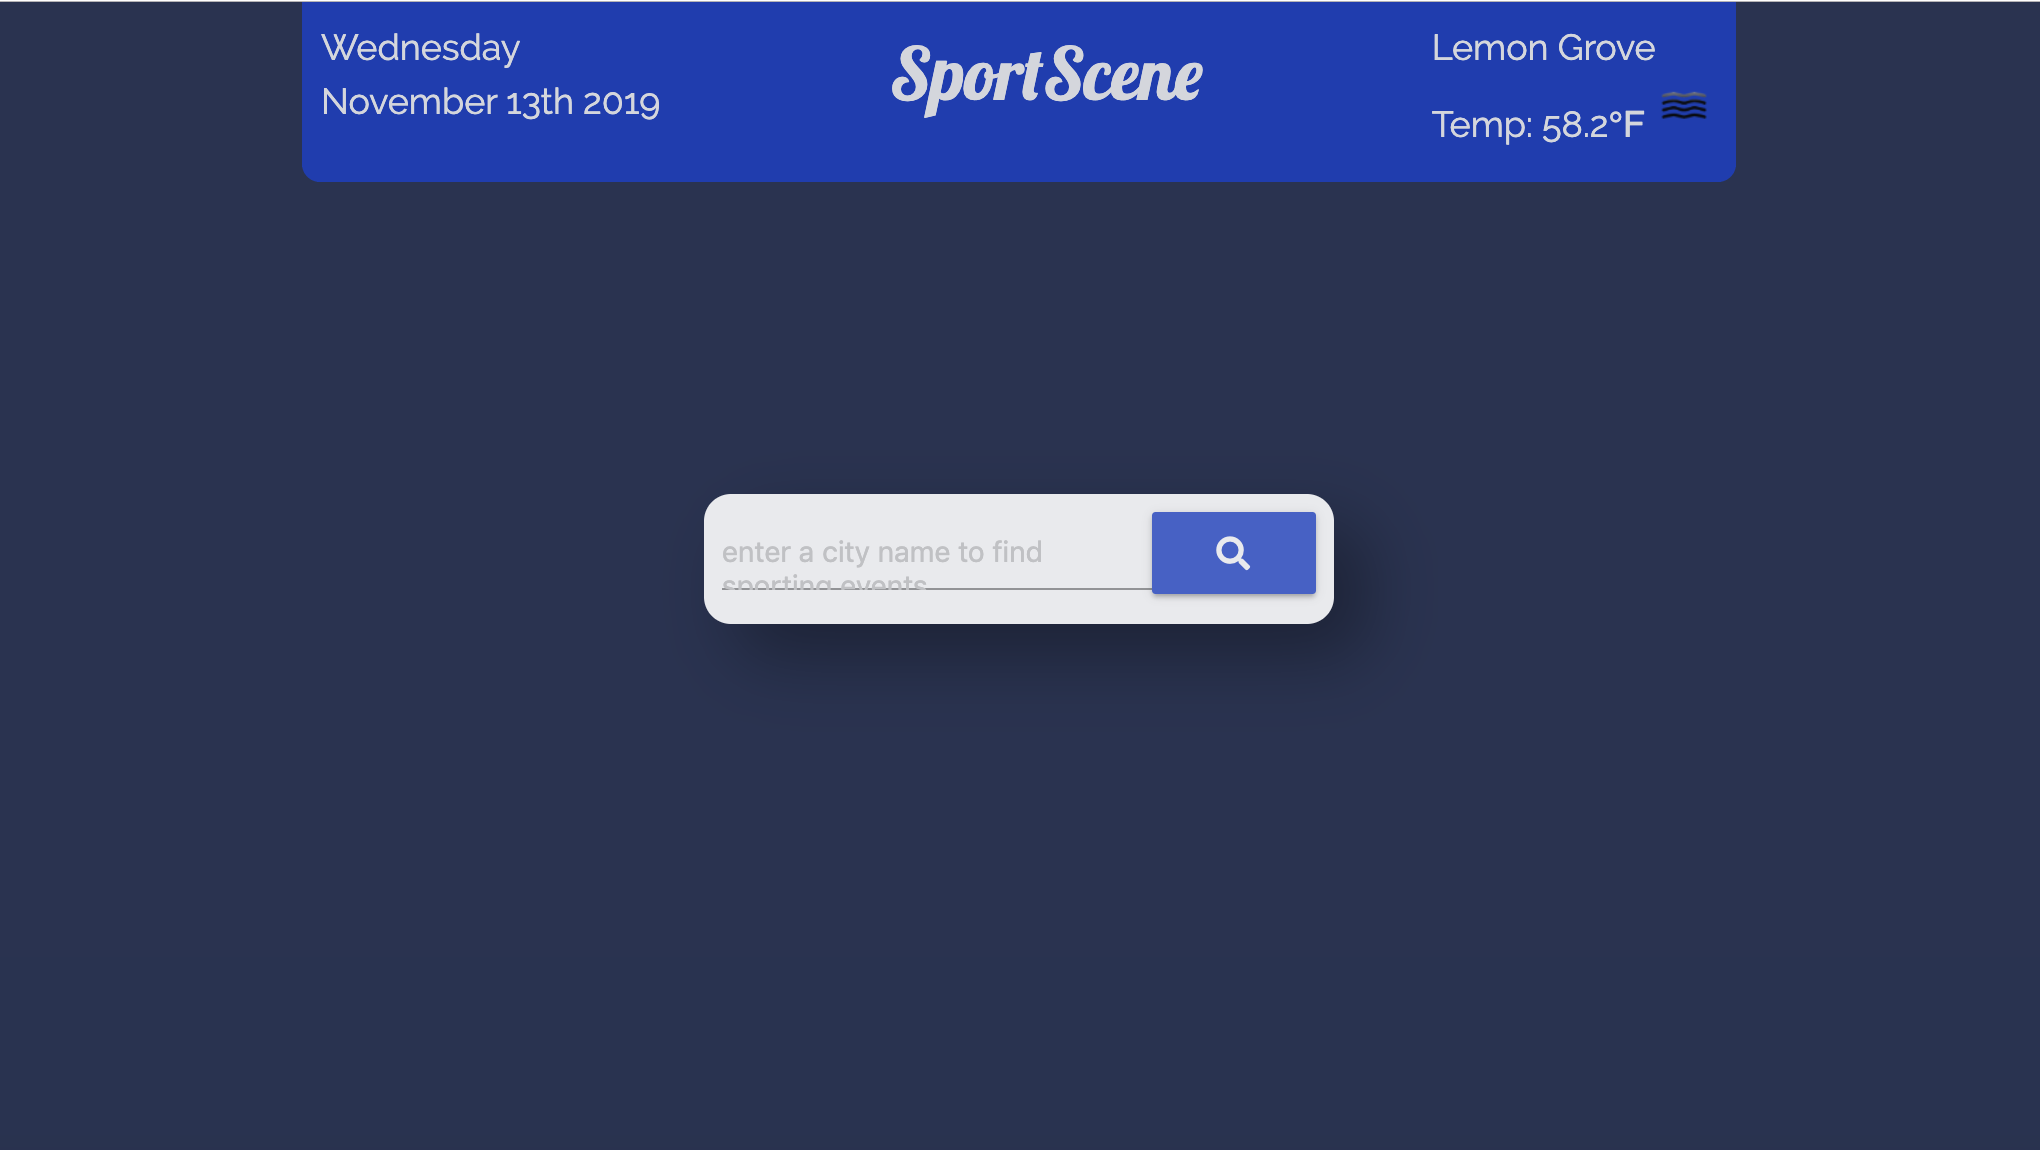 Wednesday
November 13th 2019
SportScene
Lemon Grove
Temp: 58.2°F
enter a city name to find
sporting events